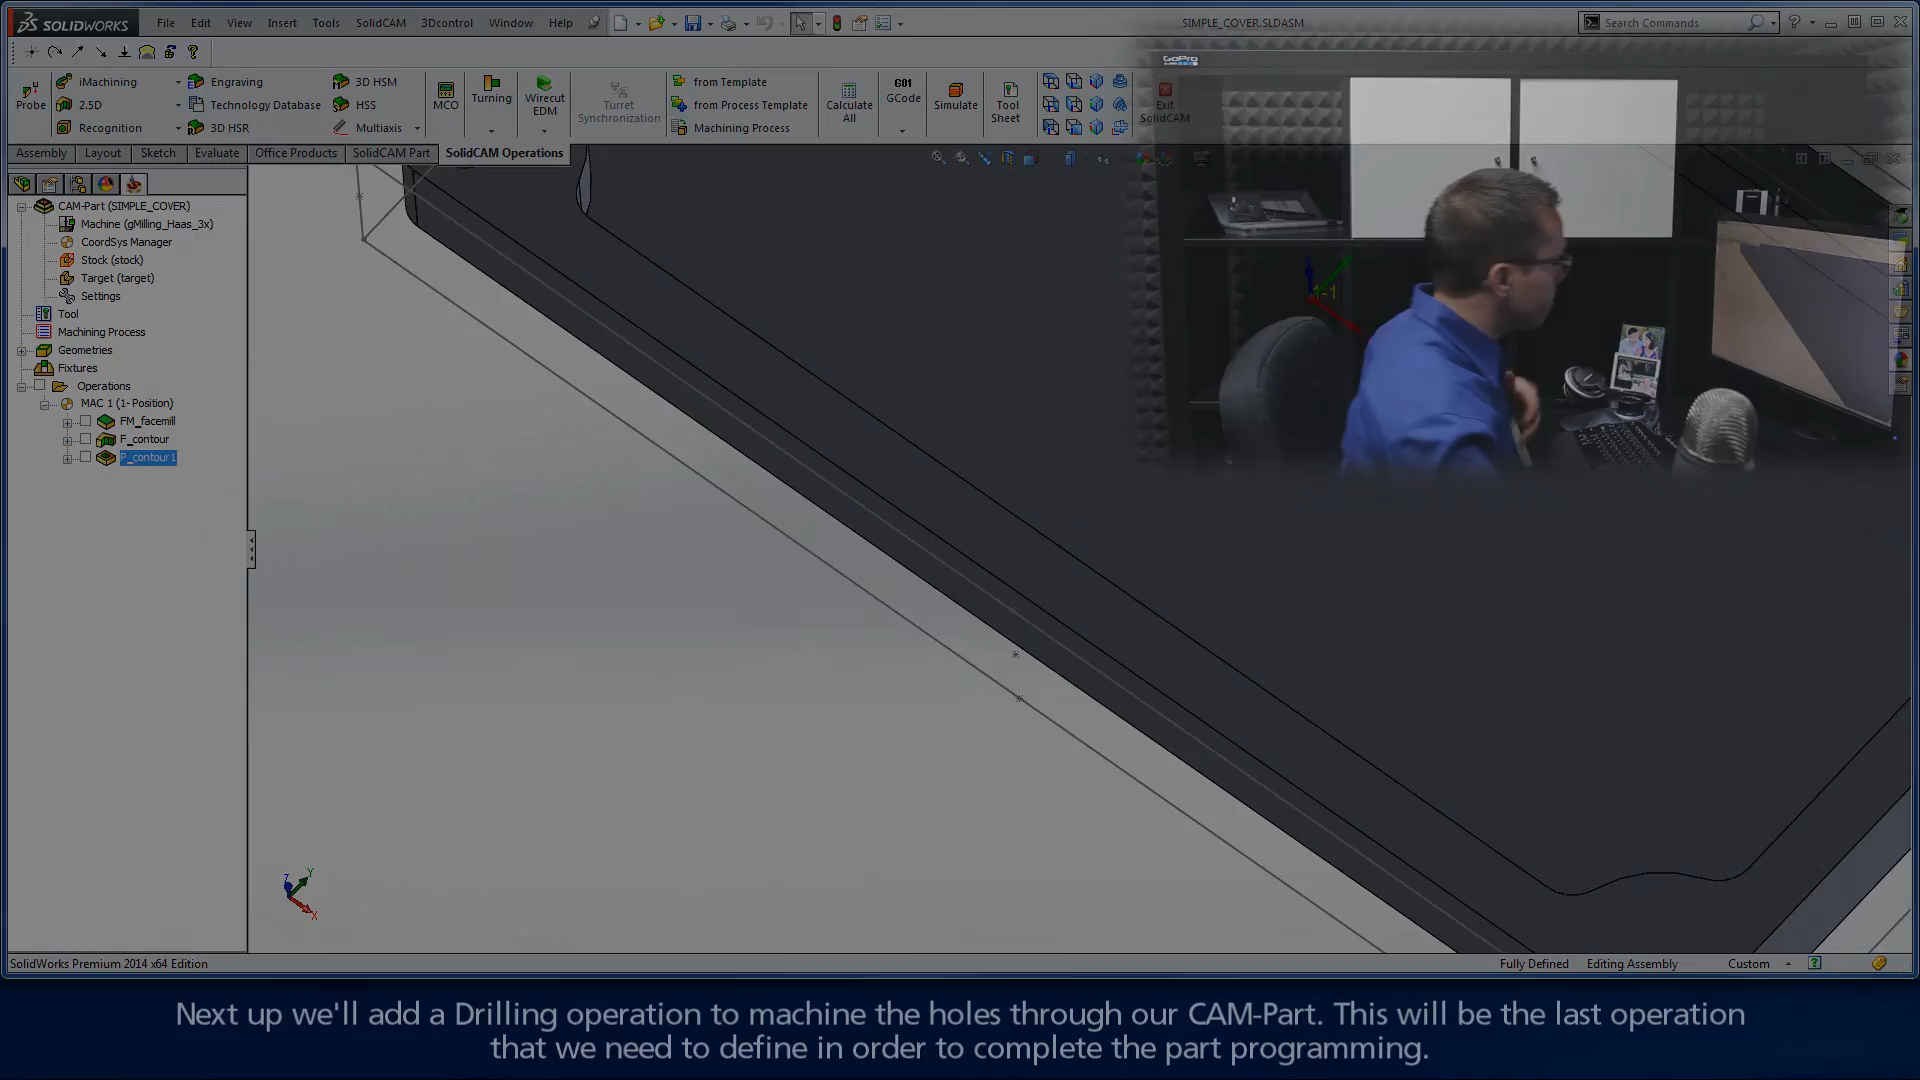 SOLIDWORKS File Edit View Insert Tools SolidCAM 3Dcontrol Window Help SIMPLE_COVER.SLDASM Search Commands
GoPro
iMachining Engraving 3D HSM from Template
Probe 2.5D Technology Database HSS MCO Turning Wirecut EDM Turret Synchronization from Process Template Calculate All G01 GCode Simulate Tool Sheet Exit SolidCAM
Recognition 3D HSR Multiaxis Machining Process
Assembly Layout Sketch Evaluate Office Products SolidCAM Part SolidCAM Operations
CAM-Part (SIMPLE_COVER)
Machine (gMilling_Haas_3x)
CoordSys Manager
Stock (stock)
Target (target)
Settings
Tool
Machining Process
Geometries
Fixtures
Operations
MAC 1 (1- Position)
FM_facemill
F_contour
P_contour1
1-1
Z Y X
SolidWorks Premium 2014 x64 Edition Fully Defined Editing Assembly Custom
Next up we'll add a Drilling operation to machine the holes through our CAM-Part. This will be the last operation
that we need to define in order to complete the part programming.